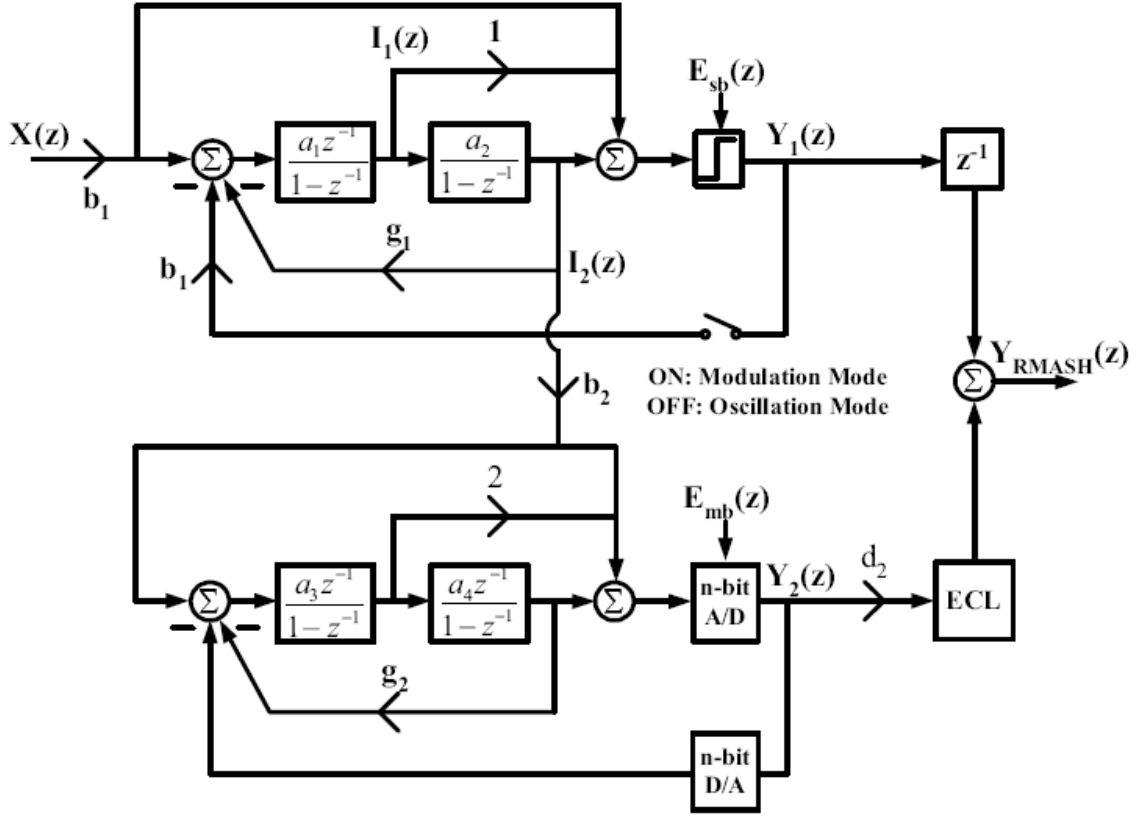 I₁(z)
1
E_sb(z)
X(z)
b₁
Σ
a₁z⁻¹
1 − z⁻¹
a₂
1 − z⁻¹
Σ
Y₁(z)
z⁻¹
g₁
b₁
I₂(z)
ON: Modulation Mode
OFF: Oscillation Mode
Σ
Y_RMASH(z)
b₂
2
E_mb(z)
Σ
a₃z⁻¹
1 − z⁻¹
a₄z⁻¹
1 − z⁻¹
Σ
n-bit
A/D
Y₂(z)
d₂
ECL
g₂
n-bit
D/A